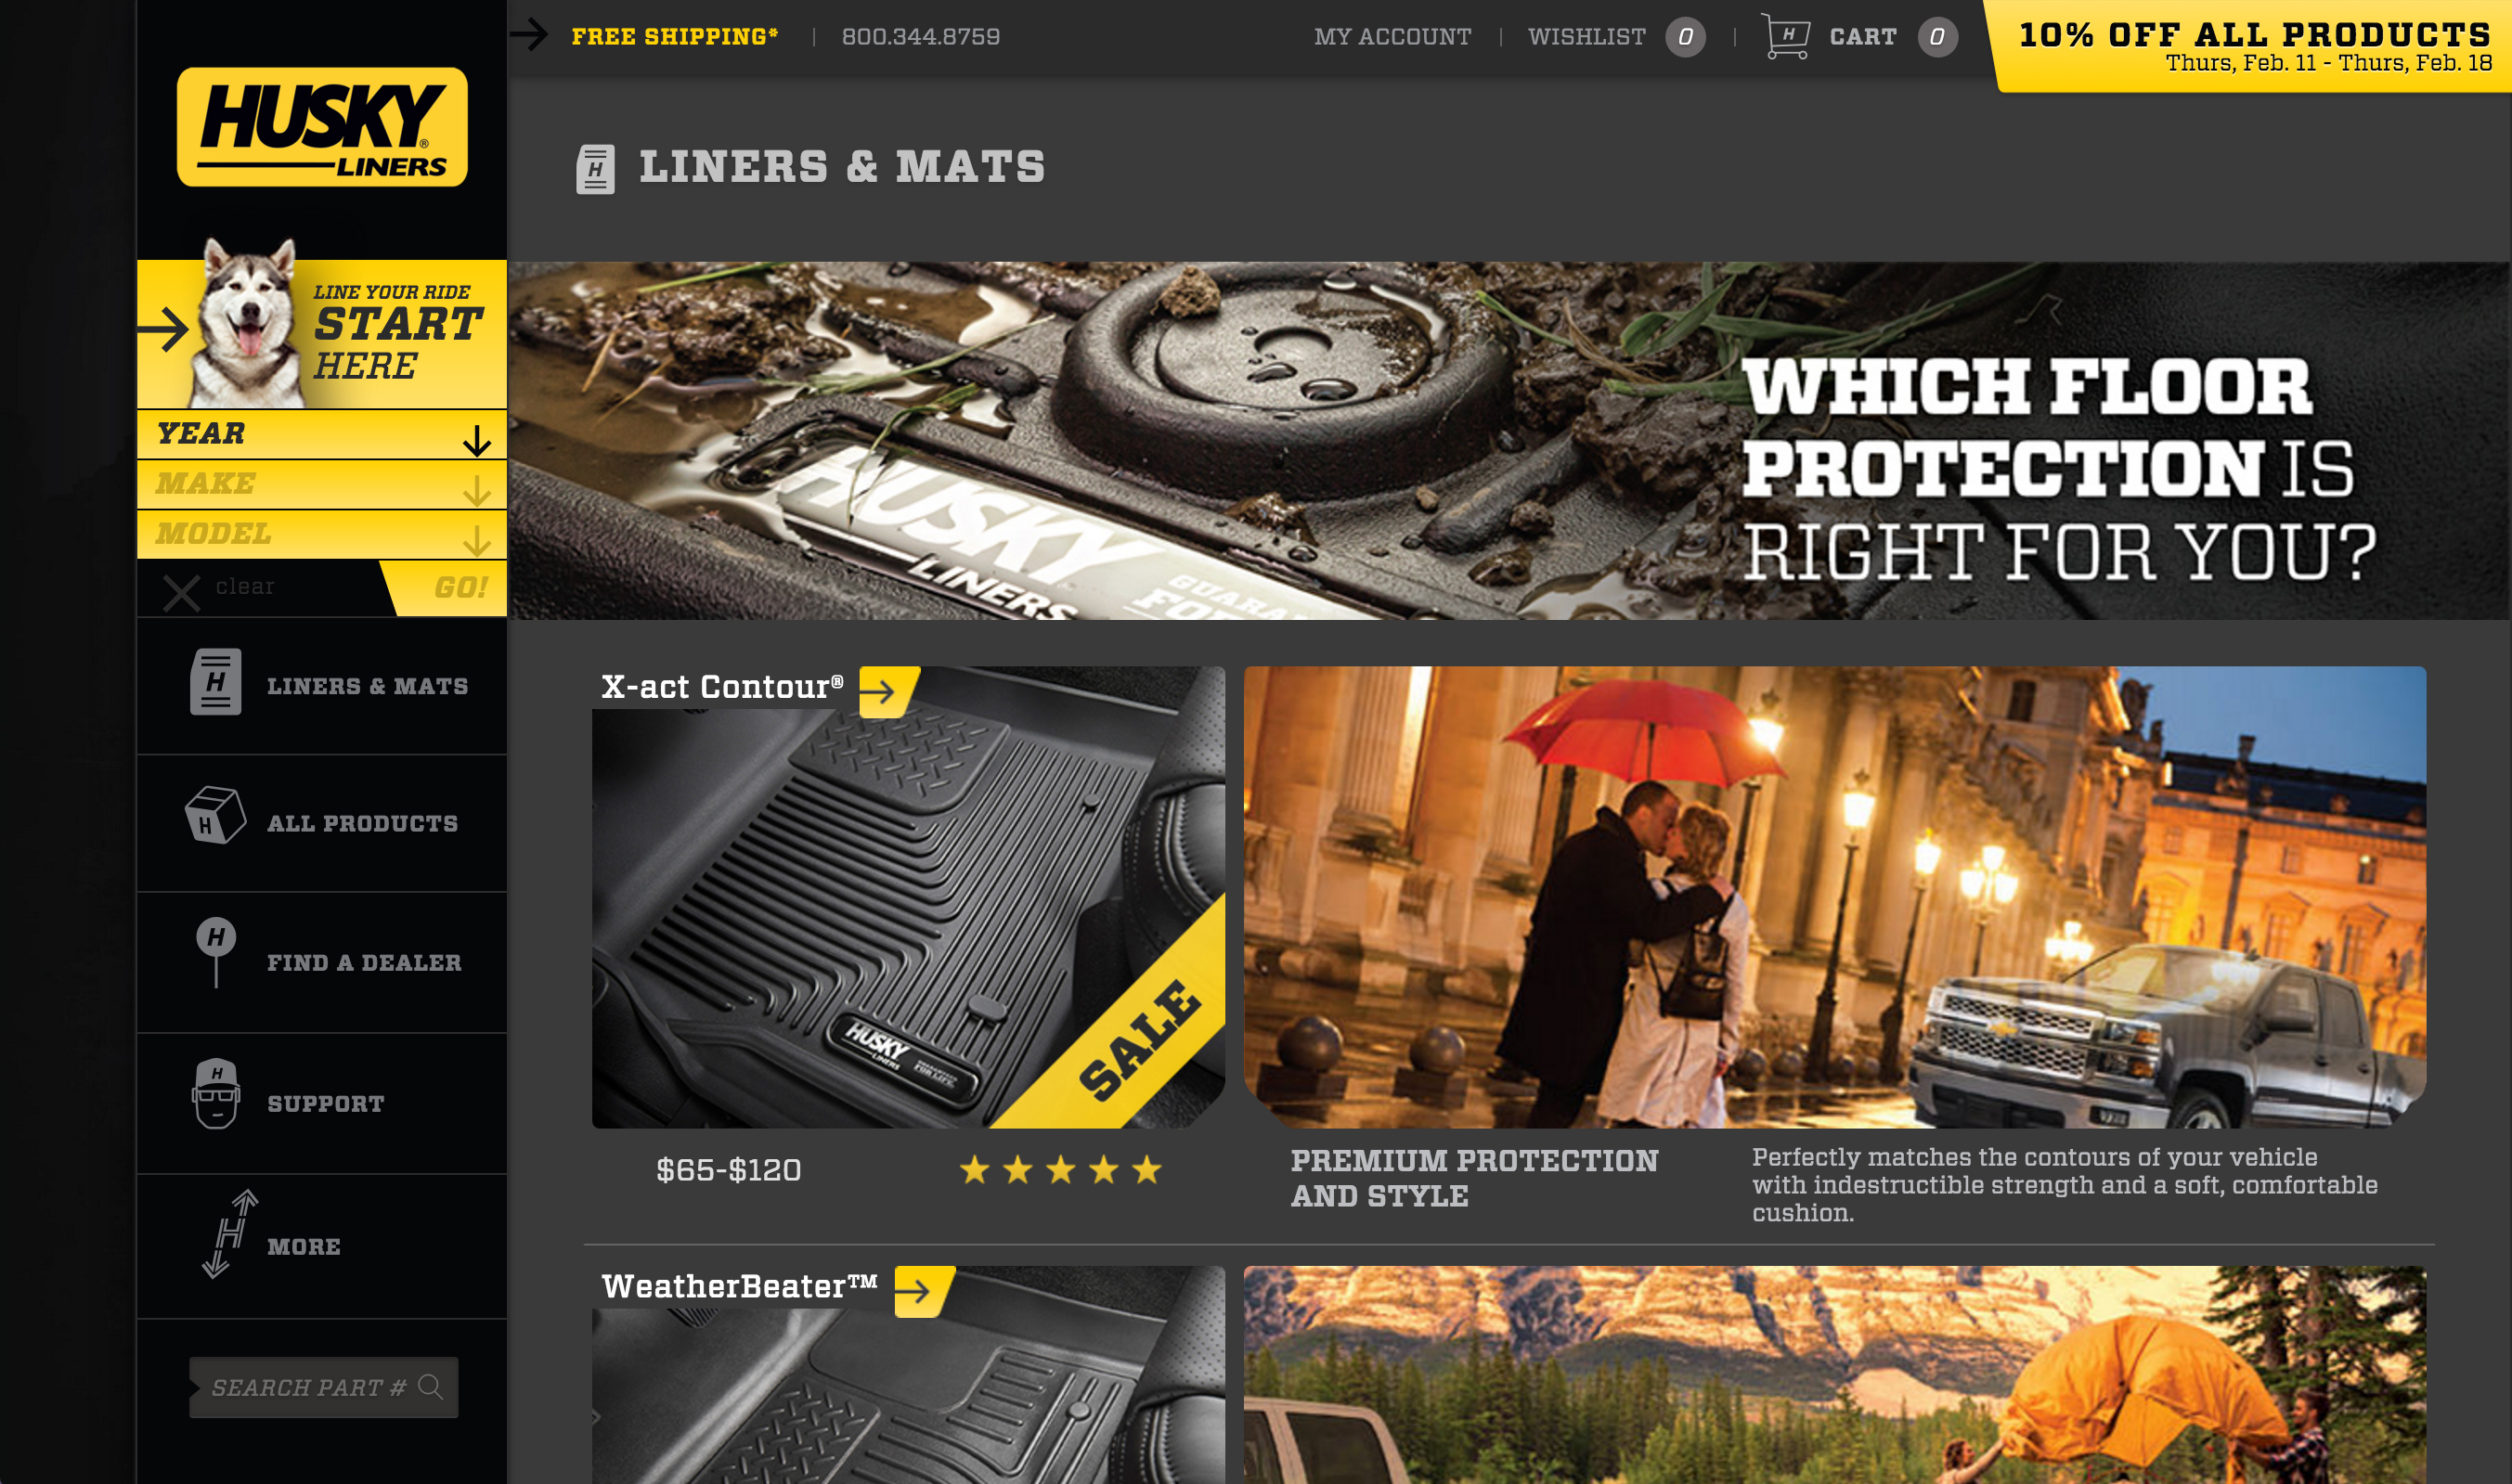 FREE SHIPPING*
800.344.8759
MY ACCOUNT
WISHLIST 0
H CART 0
10% OFF ALL PRODUCTS
Thurs, Feb. 11 - Thurs, Feb. 18
HUSKY®
LINERS
LINE YOUR RIDE
START
HERE
YEAR
MAKE
MODEL
clear
GO!
H LINERS & MATS
H ALL PRODUCTS
H FIND A DEALER
H SUPPORT
H MORE
SEARCH PART #
H LINERS & MATS
HUSKY
LINERS
WHICH FLOOR
PROTECTION IS
RIGHT FOR YOU?
X-act Contour®
HUSKY
LINERS
SALE
$65-$120
PREMIUM PROTECTION
AND STYLE
Perfectly matches the contours of your vehicle
with indestructible strength and a soft, comfortable
cushion.
WeatherBeater™